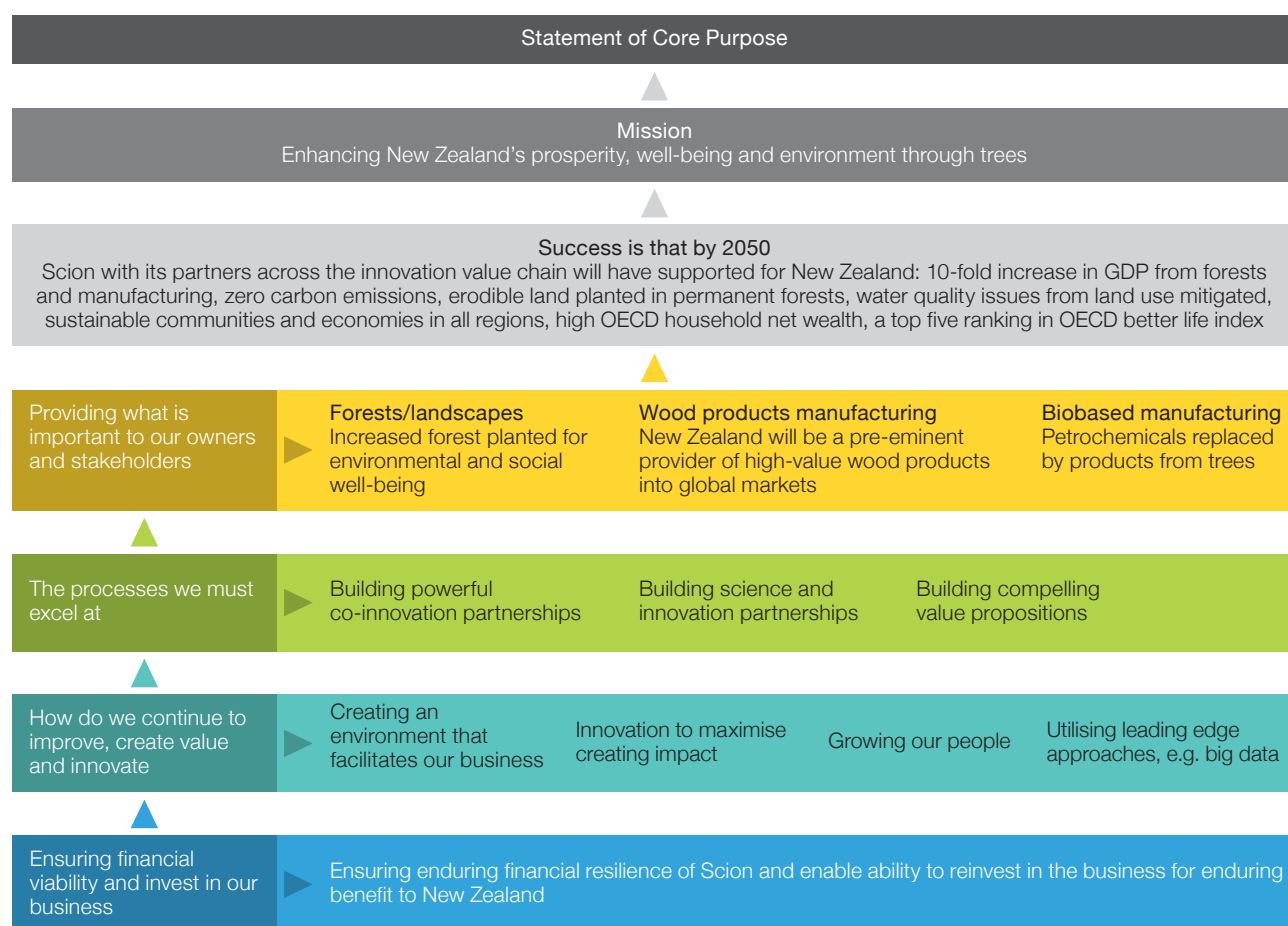 Statement of Core Purpose
Mission
Enhancing New Zealand's prosperity, well-being and environment through trees
Success is that by 2050
Scion with its partners across the innovation value chain will have supported for New Zealand: 10-fold increase in GDP from forests
and manufacturing, zero carbon emissions, erodible land planted in permanent forests, water quality issues from land use mitigated,
sustainable communities and economies in all regions, high OECD household net wealth, a top five ranking in OECD better life index
Providing what is
important to our owners
and stakeholders
Forests/landscapes
Increased forest planted for
environmental and social
well-being
Wood products manufacturing
New Zealand will be a pre-eminent
provider of high-value wood products
into global markets
Biobased manufacturing
Petrochemicals replaced
by products from trees
The processes we must
excel at
Building powerful
co-innovation partnerships
Building science and
innovation partnerships
Building compelling
value propositions
How do we continue to
improve, create value
and innovate
Creating an
environment that
facilitates our business
Innovation to maximise
creating impact
Growing our people
Utilising leading edge
approaches, e.g. big data
Ensuring financial
viability and invest in our
business
Ensuring enduring financial resilience of Scion and enable ability to reinvest in the business for enduring
benefit to New Zealand